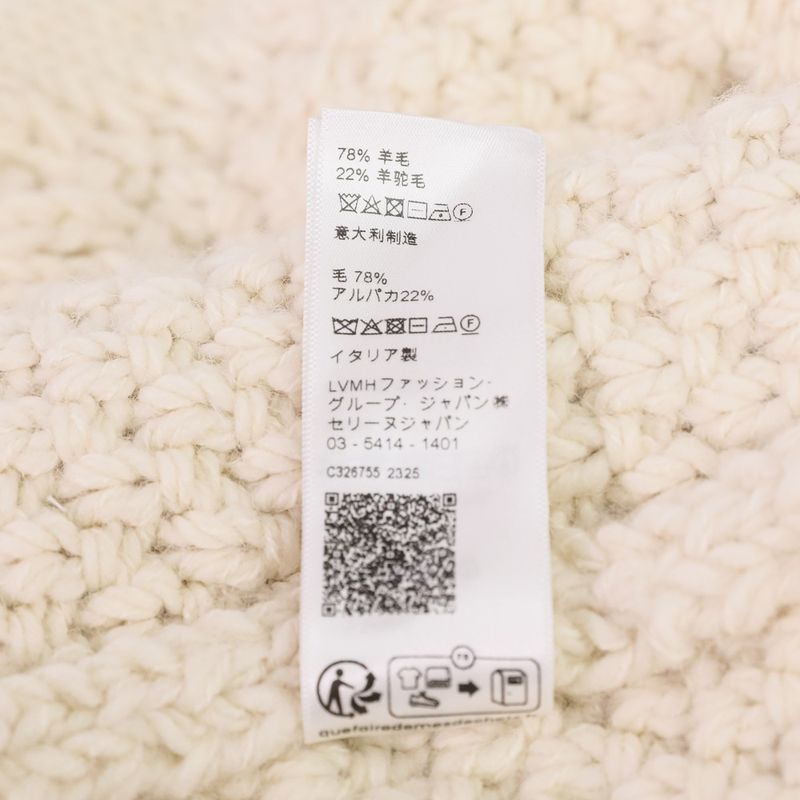 78% 羊毛
22% 羊驼毛
F
意大利制造
毛 78%
アルパカ22%
F
イタリア製
LVMHファッション・
グループ・ジャパン㈱
セリーヌジャパン
03 - 5414 - 1401
C326755 2325
quefairedemesdechets.fr